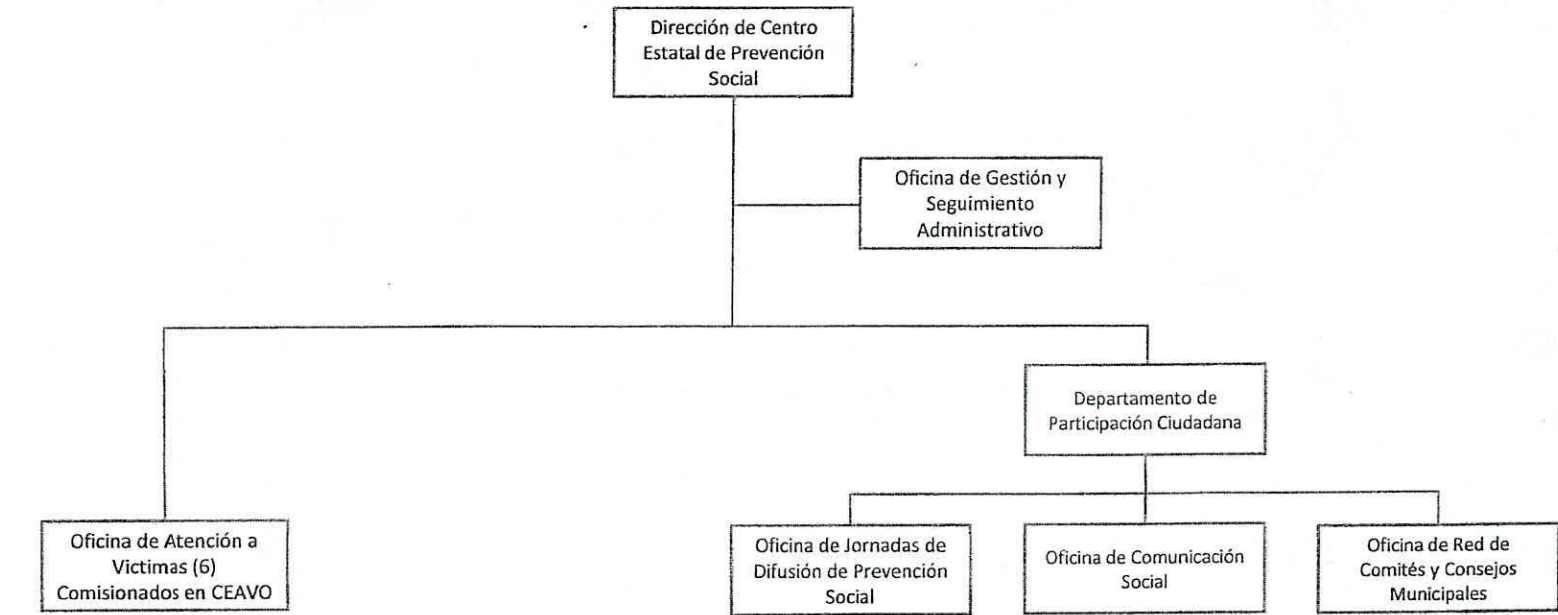 Dirección de Centro
Estatal de Prevención
Social
Oficina de Gestión y
Seguimiento
Administrativo
Departamento de
Participación Ciudadana
Oficina de Atención a
Victimas (6)
Comisionados en CEAVO
Oficina de Jornadas de
Difusión de Prevención
Social
Oficina de Comunicación
Social
Oficina de Red de
Comités y Consejos
Municipales